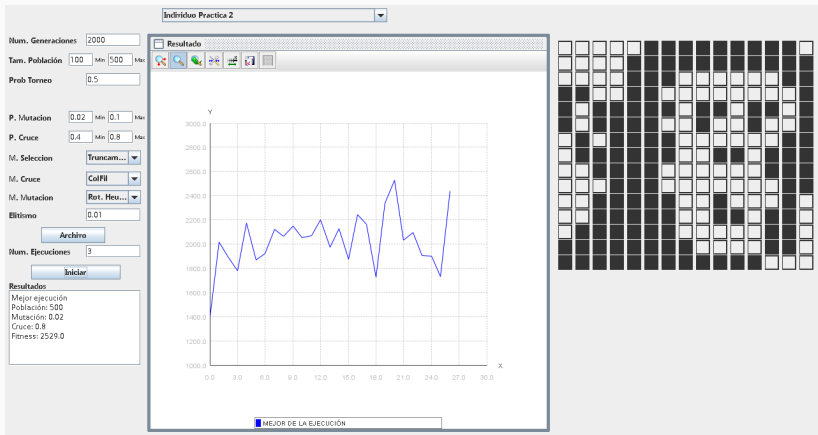 Individuo Practica 2
Num. Generaciones 2000
Tam. Población 100 Min 500 Max
Prob Torneo 0.5
P. Mutacion 0.02 Min 0.1 Max
P. Cruce 0.4 Min 0.8 Max
M. Seleccion Truncam...
M. Cruce ColFil
M. Mutacion Rot. Heu...
Elitismo 0.01
Archivo
Num. Ejecuciones 3
Iniciar
Resultados
Mejor ejecución
Población: 500
Mutación: 0.02
Cruce: 0.8
Fitness: 2529.0
Resultado
Y
3000.0
2800.0
2600.0
2400.0
2200.0
2000.0
1800.0
1600.0
1400.0
1200.0
1000.0
X
0.0 3.0 6.0 9.0 12.0 15.0 18.0 21.0 24.0 27.0 30.0
MEJOR DE LA EJECUCIÓN